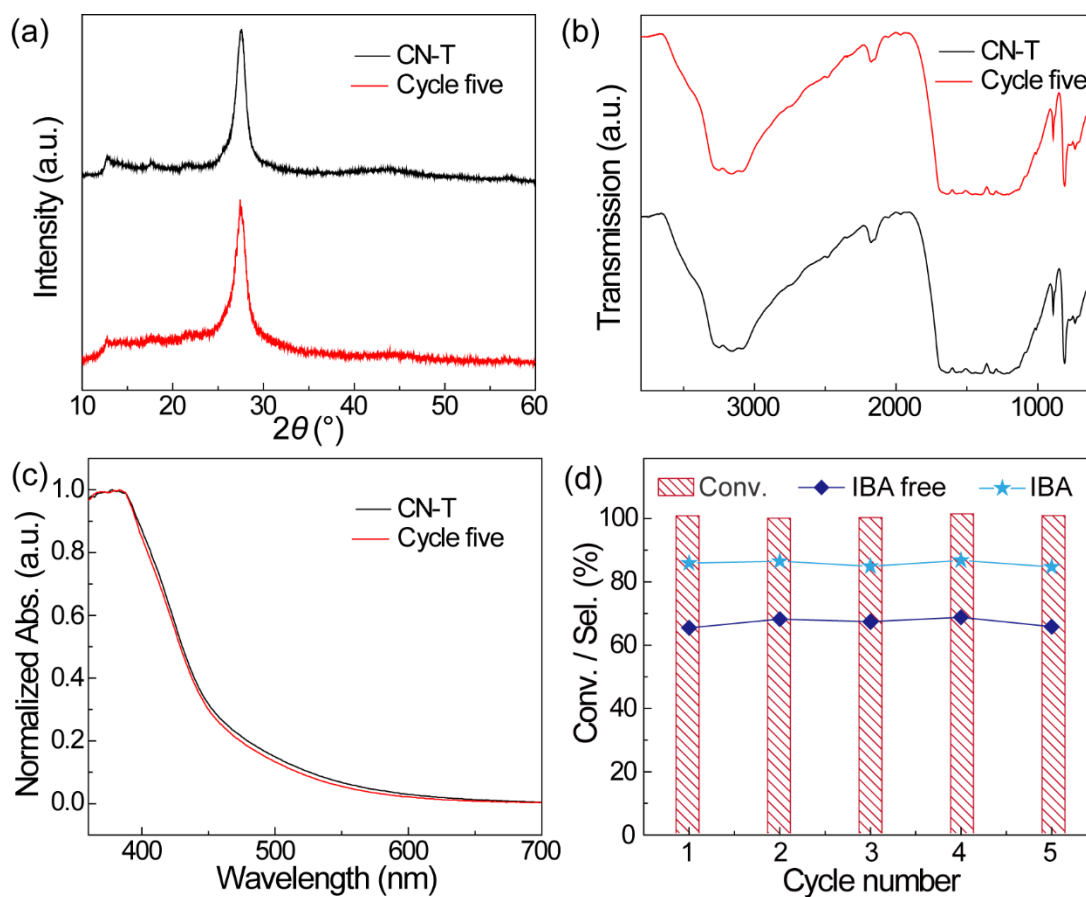 (a)
CN-T
Cycle five
Intensity (a.u.)
10 20 30 40 50 60
2θ (°)
(b)
CN-T
Cycle five
Transmission (a.u.)
3000 2000 1000
(c)
CN-T
Cycle five
Normalized Abs. (a.u.)
1.0
0.8
0.6
0.4
0.2
0.0
400 500 600 700
Wavelength (nm)
(d)
Conv. IBA free IBA
Conv. / Sel. (%)
100
80
60
40
20
0
1 2 3 4 5
Cycle number